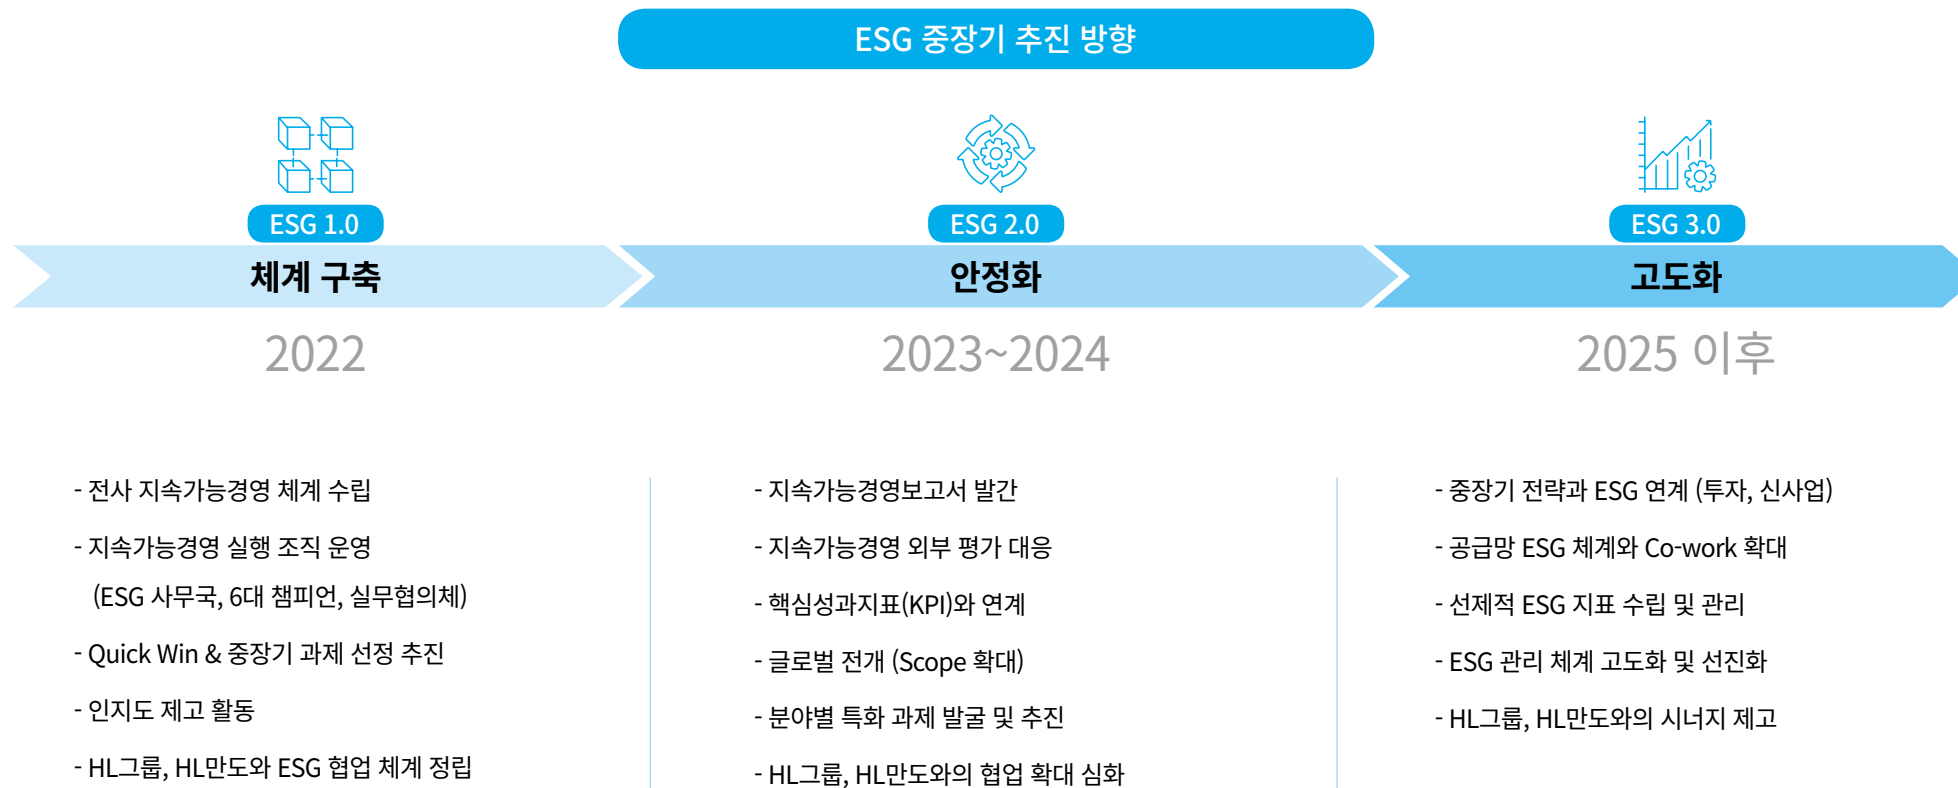 ESG 중장기 추진 방향
ESG 1.0
체계 구축
2022
- 전사 지속가능경영 체계 수립
- 지속가능경영 실행 조직 운영
(ESG 사무국, 6대 챔피언, 실무협의체)
- Quick Win & 중장기 과제 선정 추진
- 인지도 제고 활동
- HL그룹, HL만도와 ESG 협업 체계 정립
ESG 2.0
안정화
2023~2024
- 지속가능경영보고서 발간
- 지속가능경영 외부 평가 대응
- 핵심성과지표(KPI)와 연계
- 글로벌 전개 (Scope 확대)
- 분야별 특화 과제 발굴 및 추진
- HL그룹, HL만도와의 협업 확대 심화
ESG 3.0
고도화
2025 이후
- 중장기 전략과 ESG 연계 (투자, 신사업)
- 공급망 ESG 체계와 Co-work 확대
- 선제적 ESG 지표 수립 및 관리
- ESG 관리 체계 고도화 및 선진화
- HL그룹, HL만도와의 시너지 제고